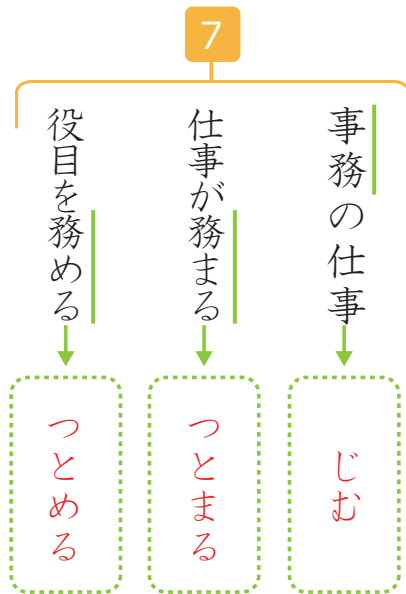 7
事務の仕事
じむ
仕事が務まる
つとまる
役目を務める
つとめる